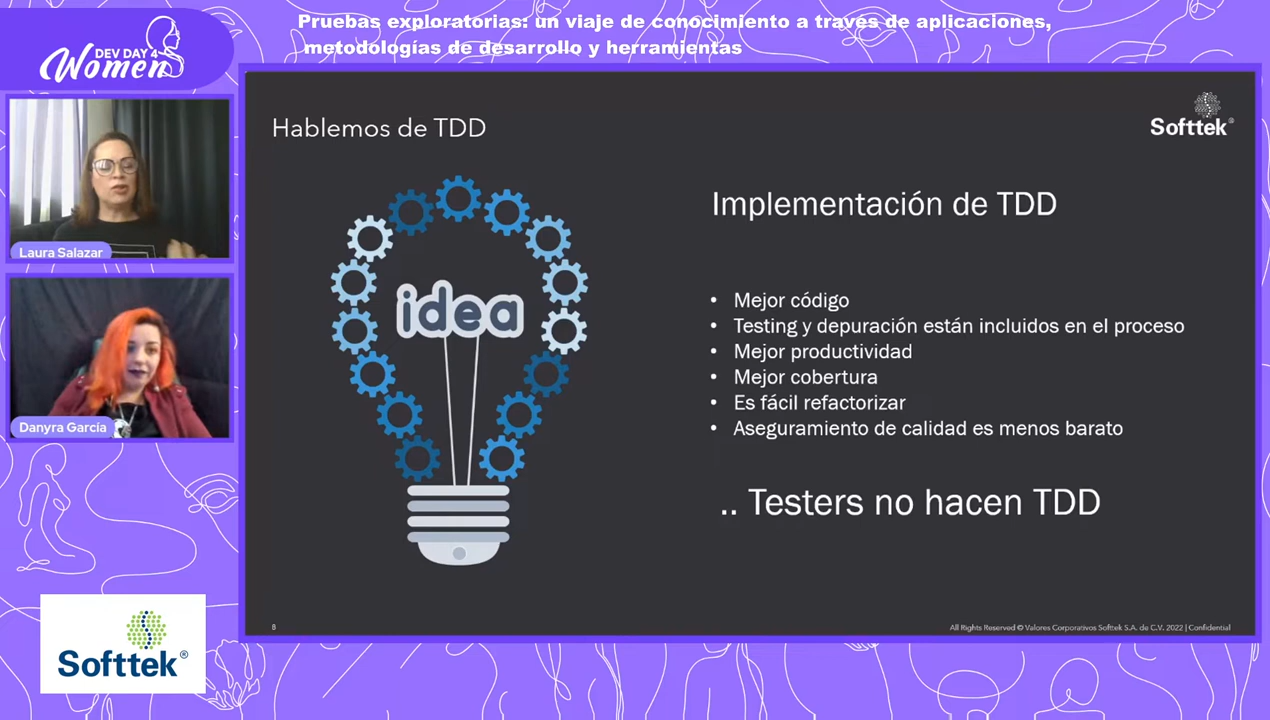 Pruebas exploratorias: un viaje de conocimiento a través de aplicaciones,
metodologías de desarrollo y herramientas
DEV DAY 4
Women
Laura Salazar
Danyra García
Softtek®
Hablemos de TDD
Softtek®
idea
Implementación de TDD
• Mejor código
• Testing y depuración están incluidos en el proceso
• Mejor productividad
• Mejor cobertura
• Es fácil refactorizar
• Aseguramiento de calidad es menos barato
.. Testers no hacen TDD
8
All Rights Reserved © Valores Corporativos Softtek S.A. de C.V. 2022 | Confidential